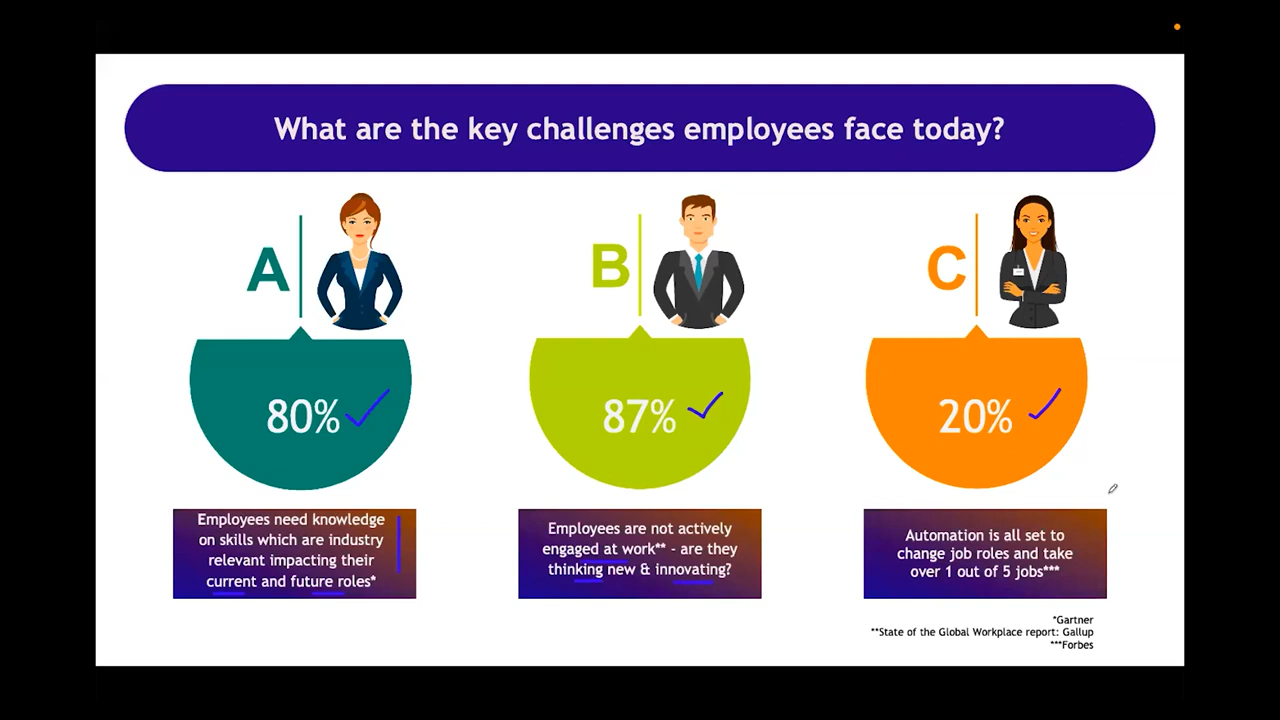 What are the key challenges employees face today?
A
B
C
80%
87%
20%
Employees need knowledge
on skills which are industry
relevant impacting their
current and future roles*
Employees are not actively
engaged at work** - are they
thinking new & innovating?
Automation is all set to
change job roles and take
over 1 out of 5 jobs***
*Gartner
**State of the Global Workplace report: Gallup
***Forbes